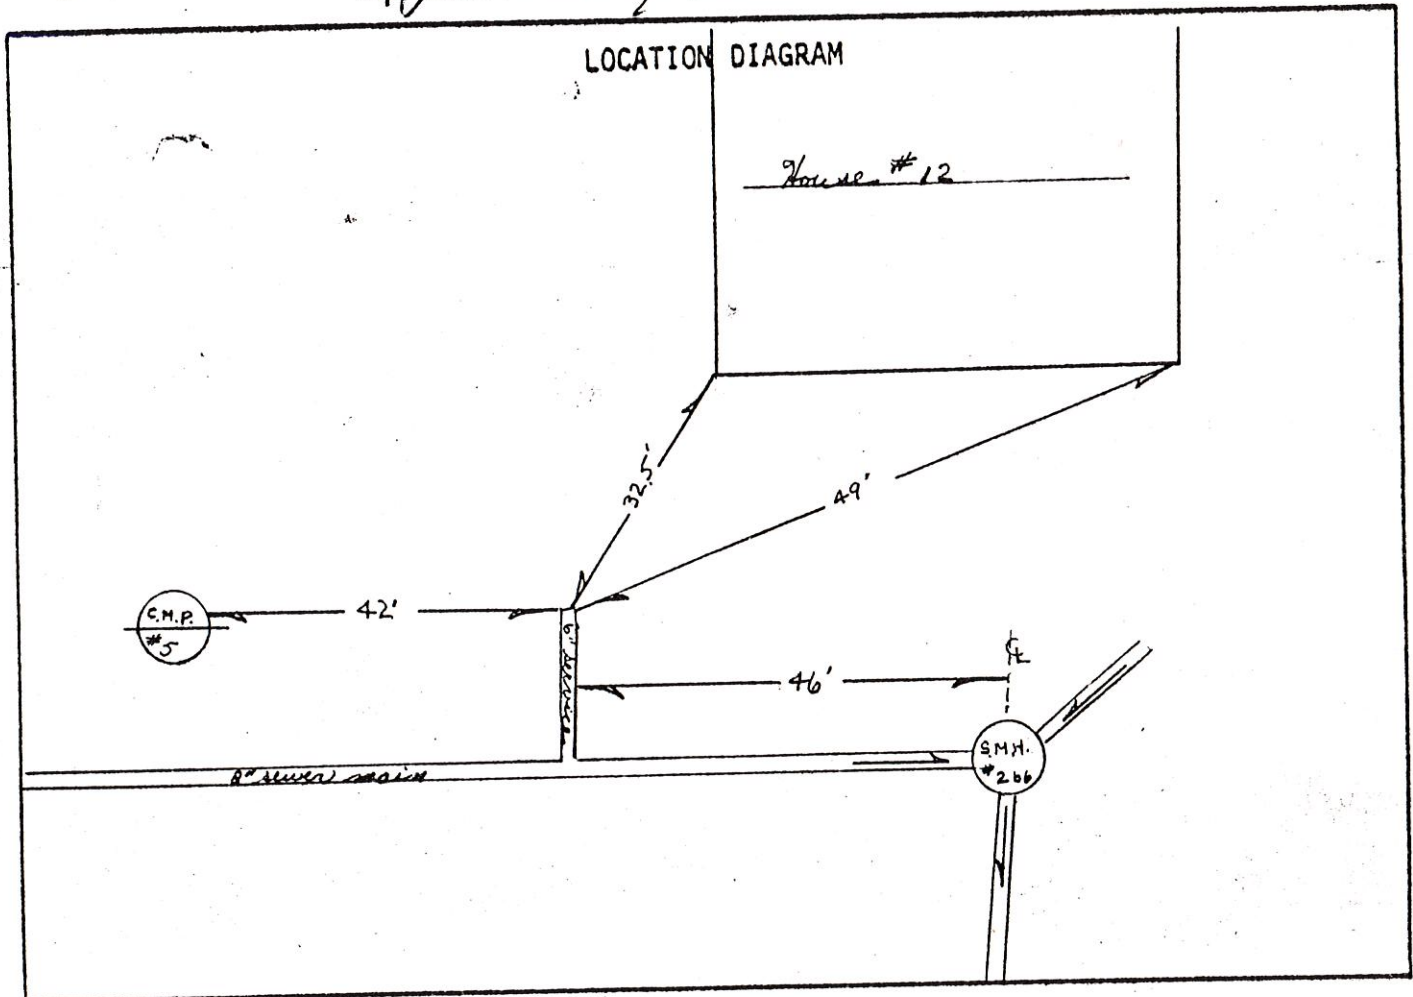 LOCATION DIAGRAM
House #12
32.5'
49'
C.M.P.
#5
42'
6" service
46'
℄
S.M.H.
#266
8" sewer main